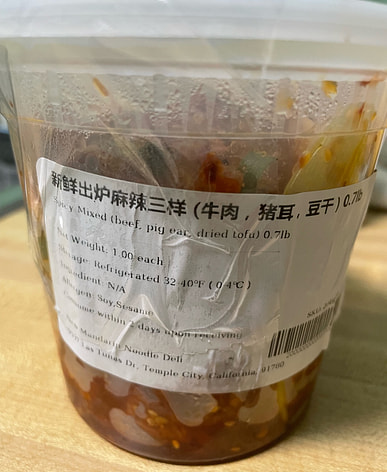 新鲜出炉麻辣三样 (牛肉，猪耳，豆干) 0.7lb
Spicy Mixed (beef, pig ear, dried tofu) 0.7lb
Net Weight: 1.00 each
Storage: Refrigerated 32-40°F ( 0-4°C )
Ingredient: N/A
Allergen: Soy,Sesame
days upon receiving
Mandarin Noodle Deli
Las Tunas Dr, Temple City, California, 91780
SKU: